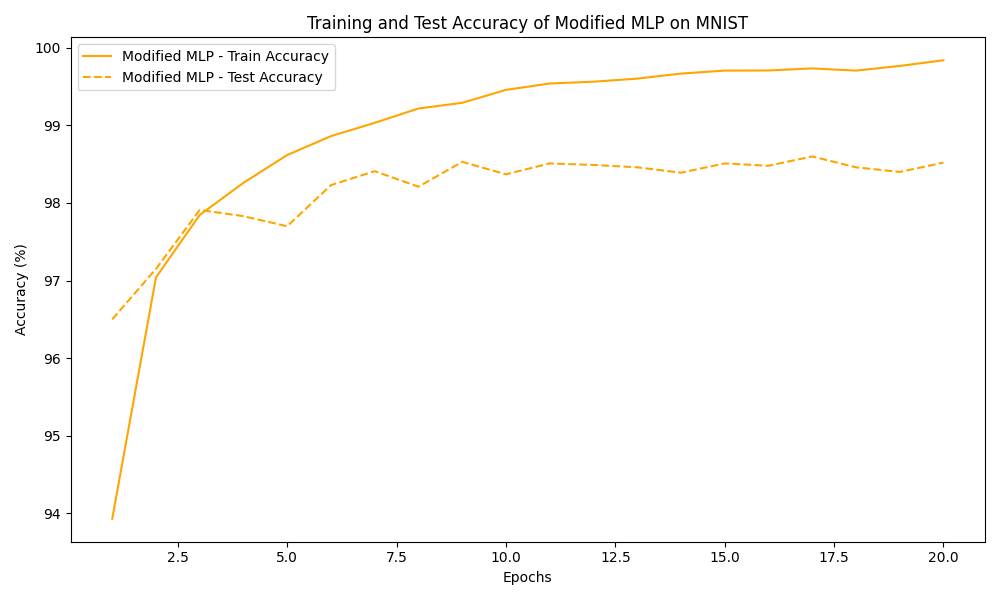 Training and Test Accuracy of Modified MLP on MNIST
Modified MLP - Train Accuracy
Modified MLP - Test Accuracy
Accuracy (%)
100
99
98
97
96
95
94
2.5 5.0 7.5 10.0 12.5 15.0 17.5 20.0
Epochs